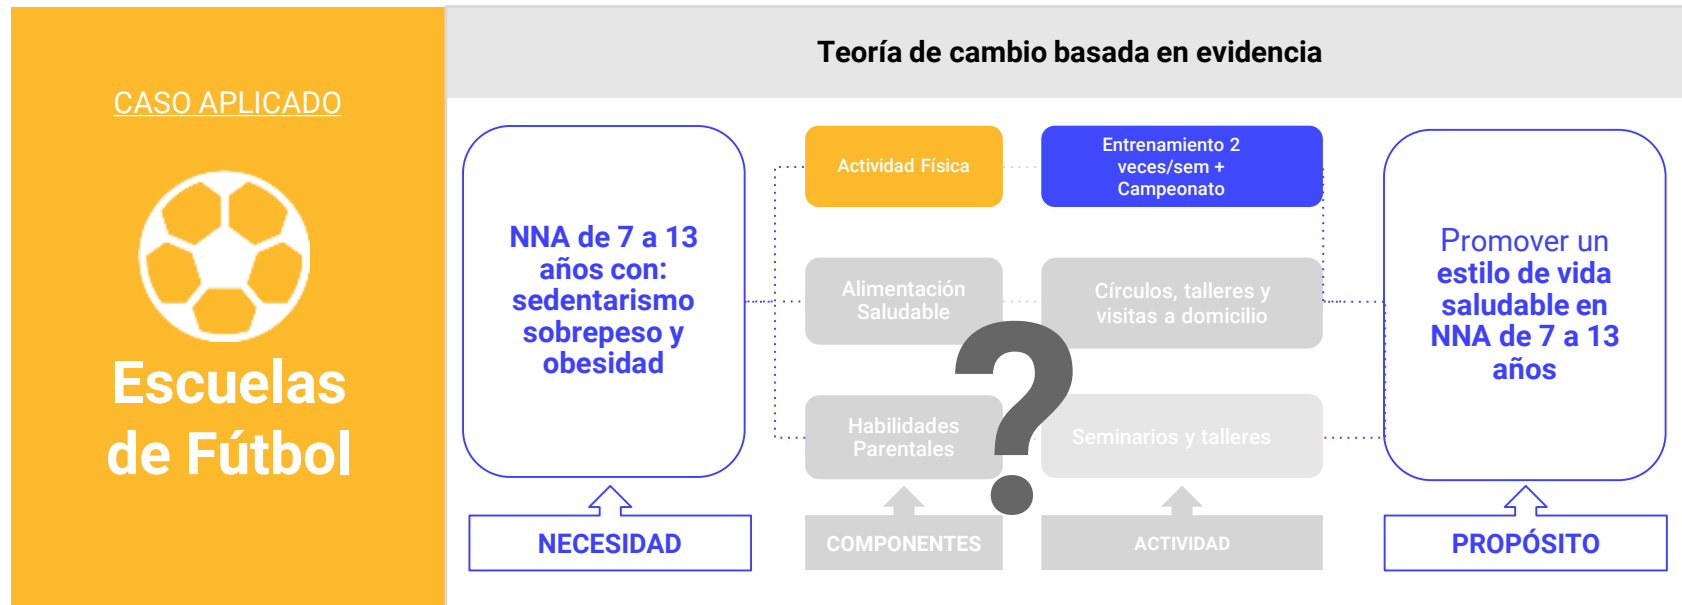 Teoría de cambio basada en evidencia
CASO APLICADO
Escuelas
de Fútbol
NNA de 7 a 13
años con:
sedentarismo
sobrepeso y
obesidad
NECESIDAD
Actividad Física
Alimentación
Saludable
Habilidades
Parentales
COMPONENTES
Entrenamiento 2
veces/sem +
Campeonato
Círculos, talleres y
visitas a domicilio
Seminarios y talleres
ACTIVIDAD
?
Promover un
estilo de vida
saludable en
NNA de 7 a 13
años
PROPÓSITO